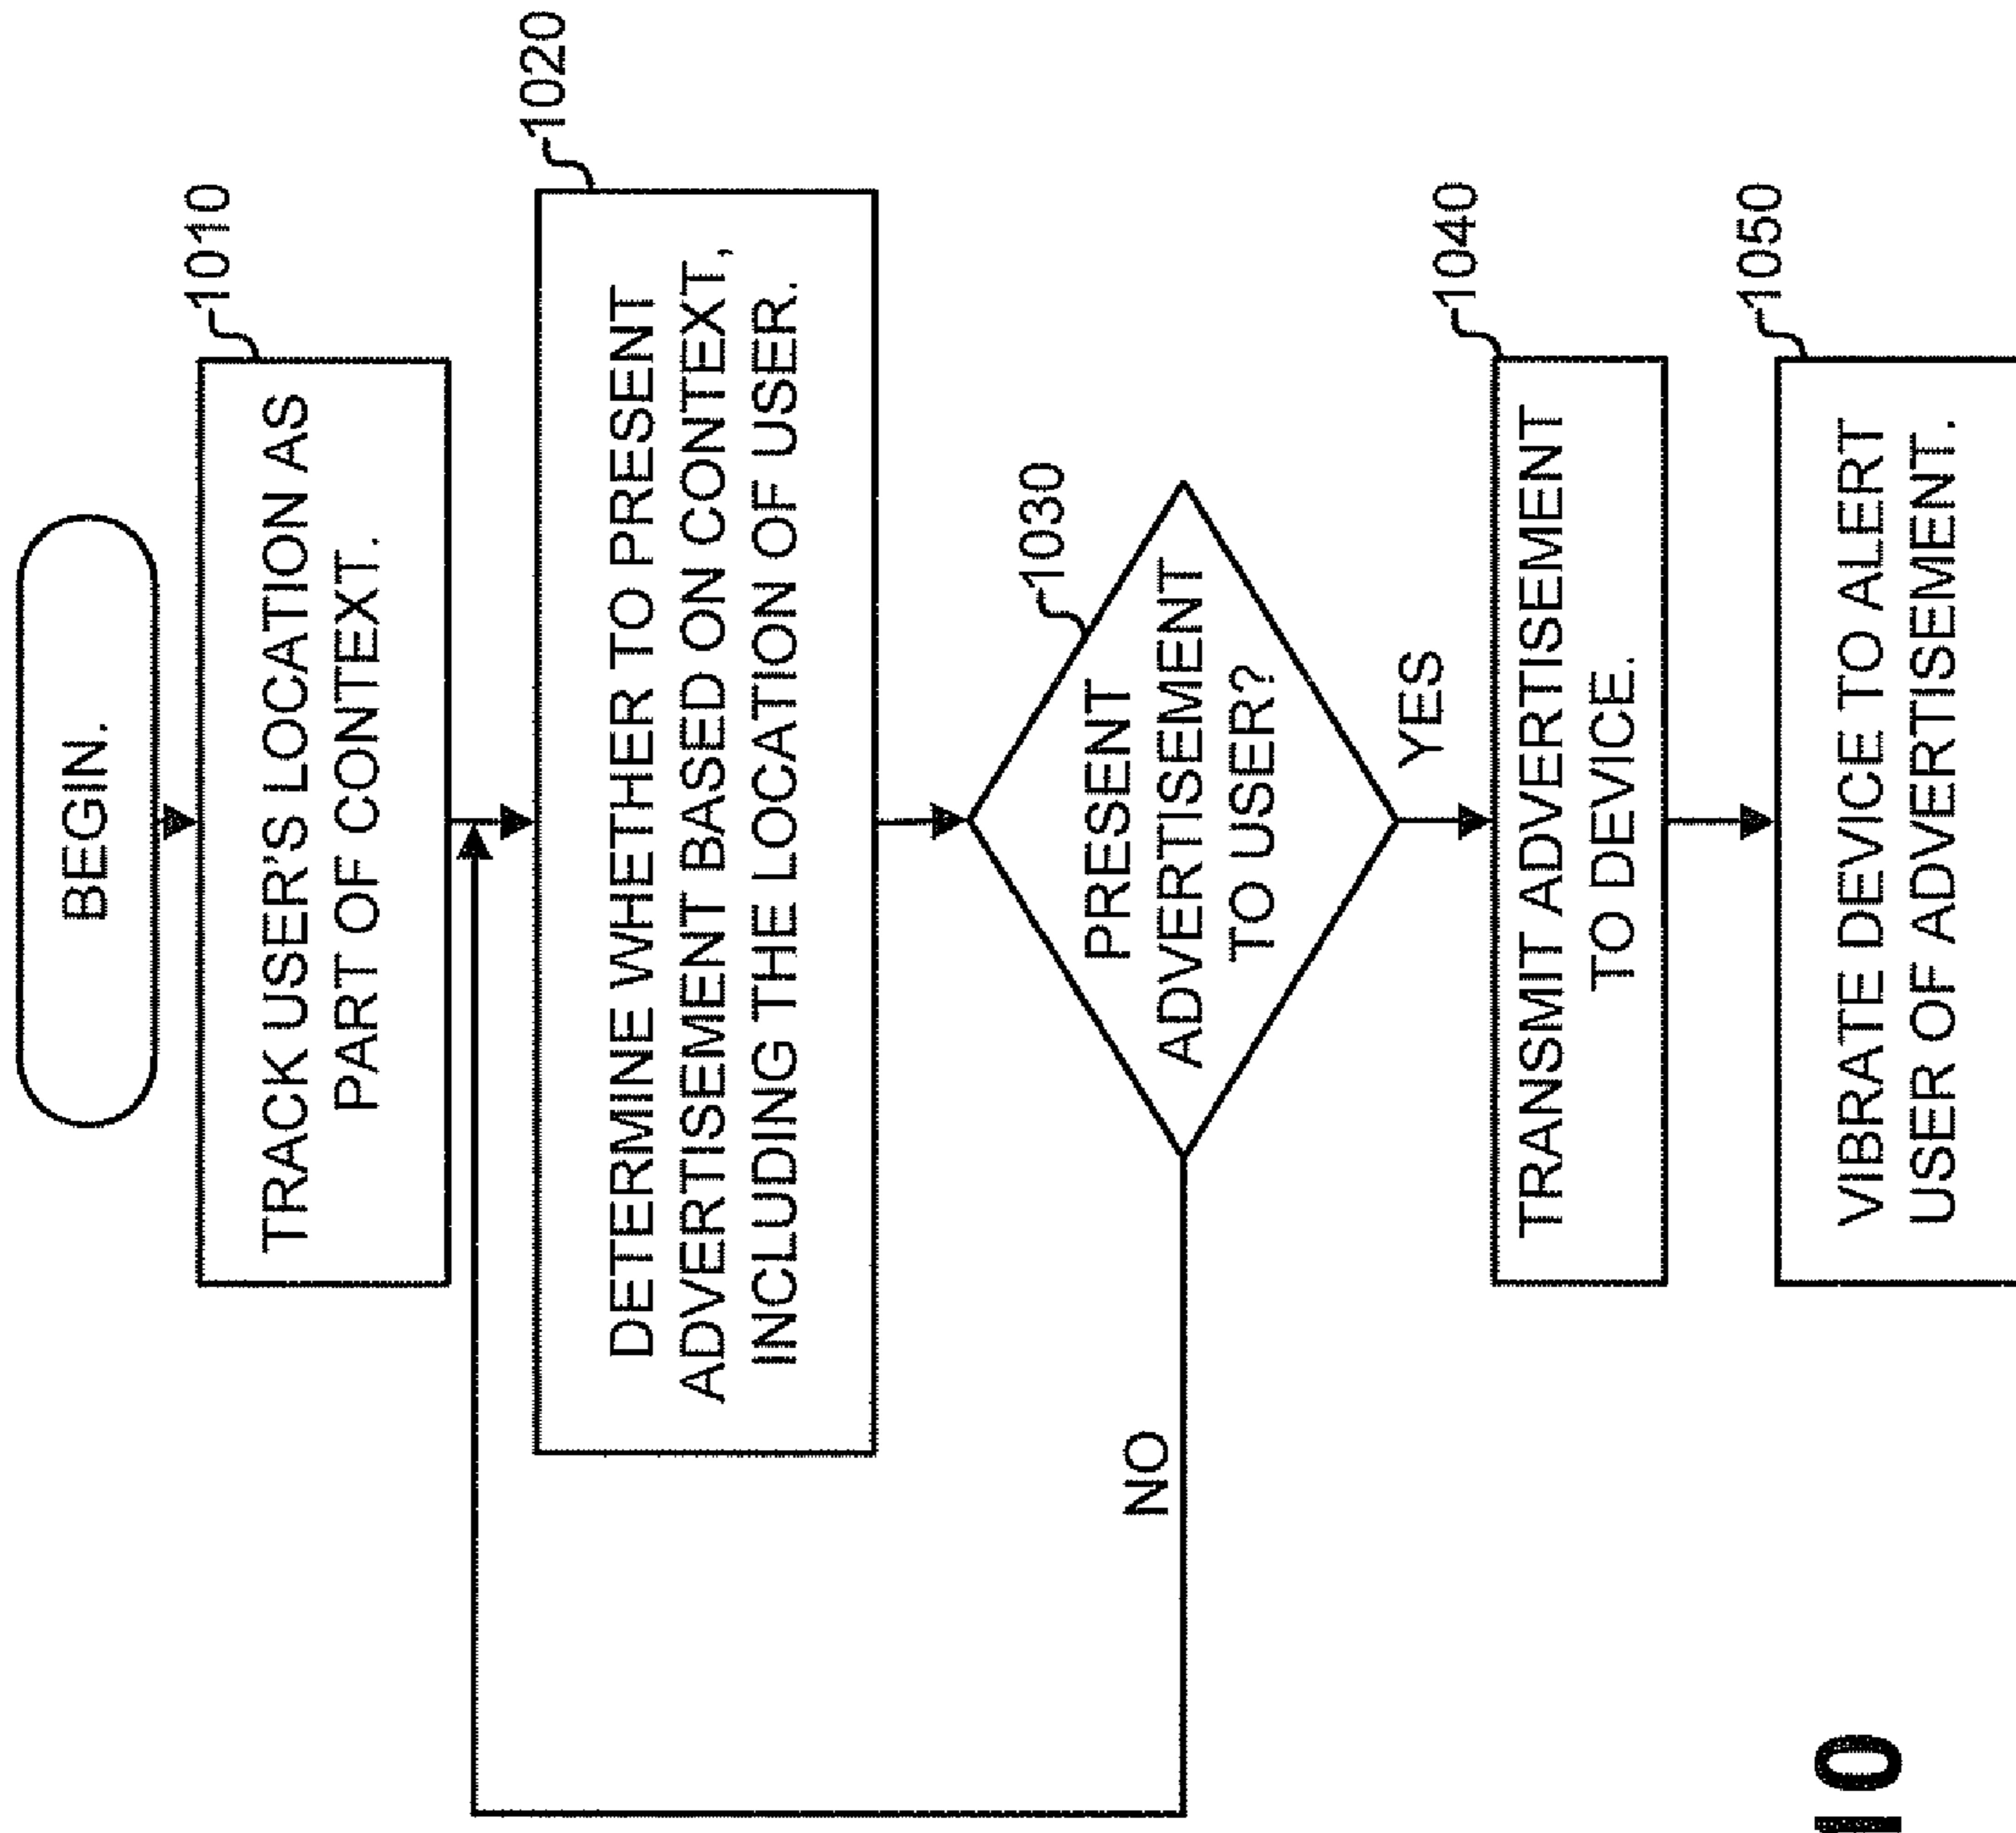 BEGIN.
1010
TRACK USER'S LOCATION AS
PART OF CONTEXT.
1020
DETERMINE WHETHER TO PRESENT
ADVERTISEMENT BASED ON CONTEXT,
INCLUDING THE LOCATION OF USER.
1030
PRESENT
ADVERTISEMENT
TO USER?
NO
YES
1040
TRANSMIT ADVERTISEMENT
TO DEVICE.
1050
VIBRATE DEVICE TO ALERT
USER OF ADVERTISEMENT.
10